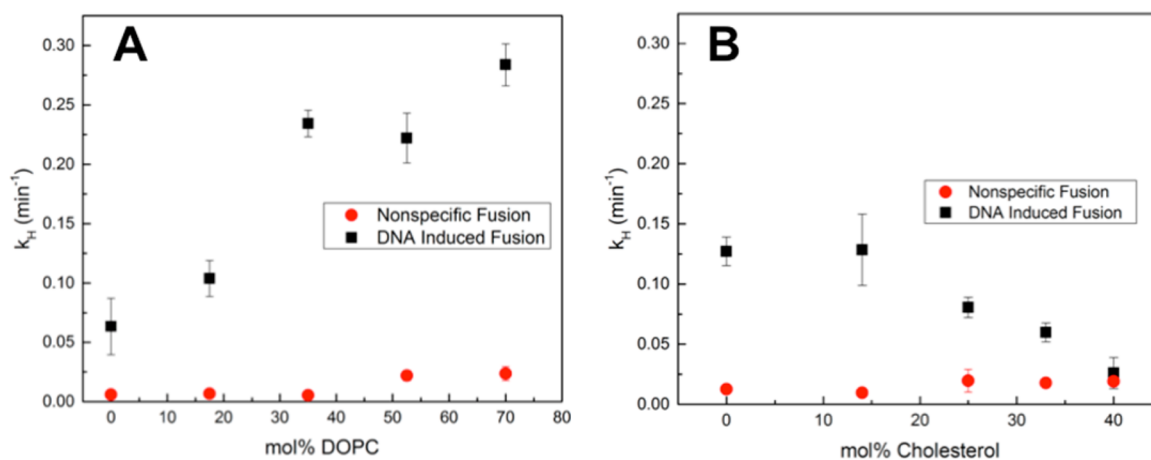 A
0.30
0.25
0.20
0.15
0.10
0.05
0.00
k_H (min⁻¹)
Nonspecific Fusion
DNA Induced Fusion
0 10 20 30 40 50 60 70 80
mol% DOPC
B
0.30
0.25
0.20
0.15
0.10
0.05
0.00
k_H (min⁻¹)
Nonspecific Fusion
DNA Induced Fusion
0 10 20 30 40
mol% Cholesterol